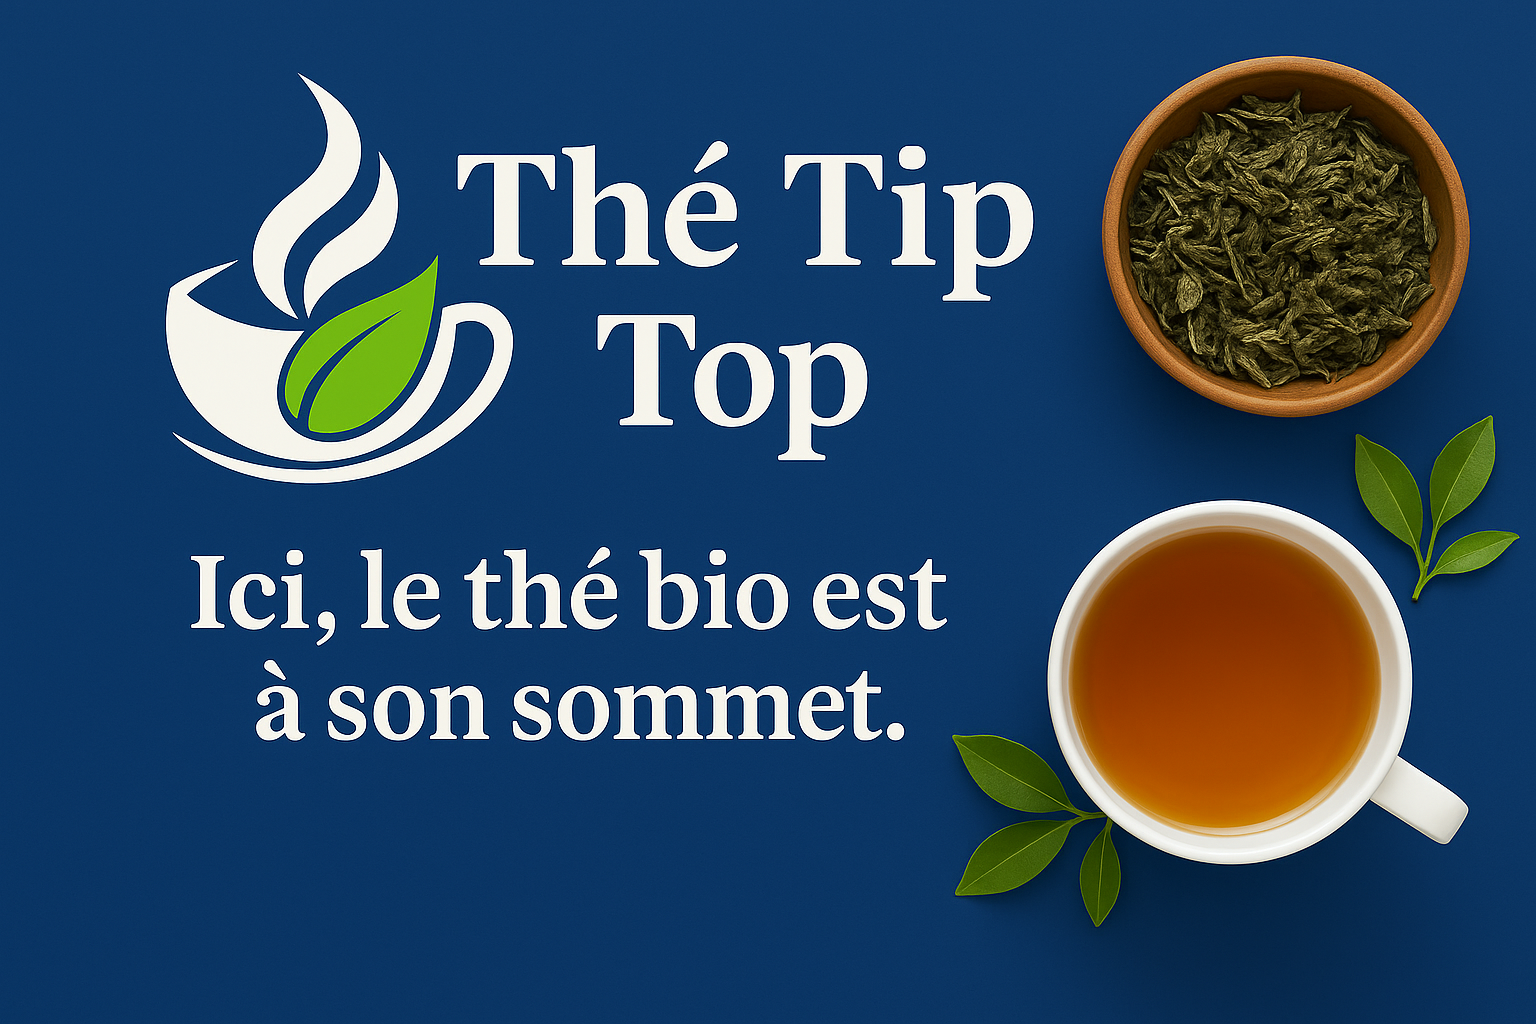 Thé Tip
Top
Ici, le thé bio est
à son sommet.